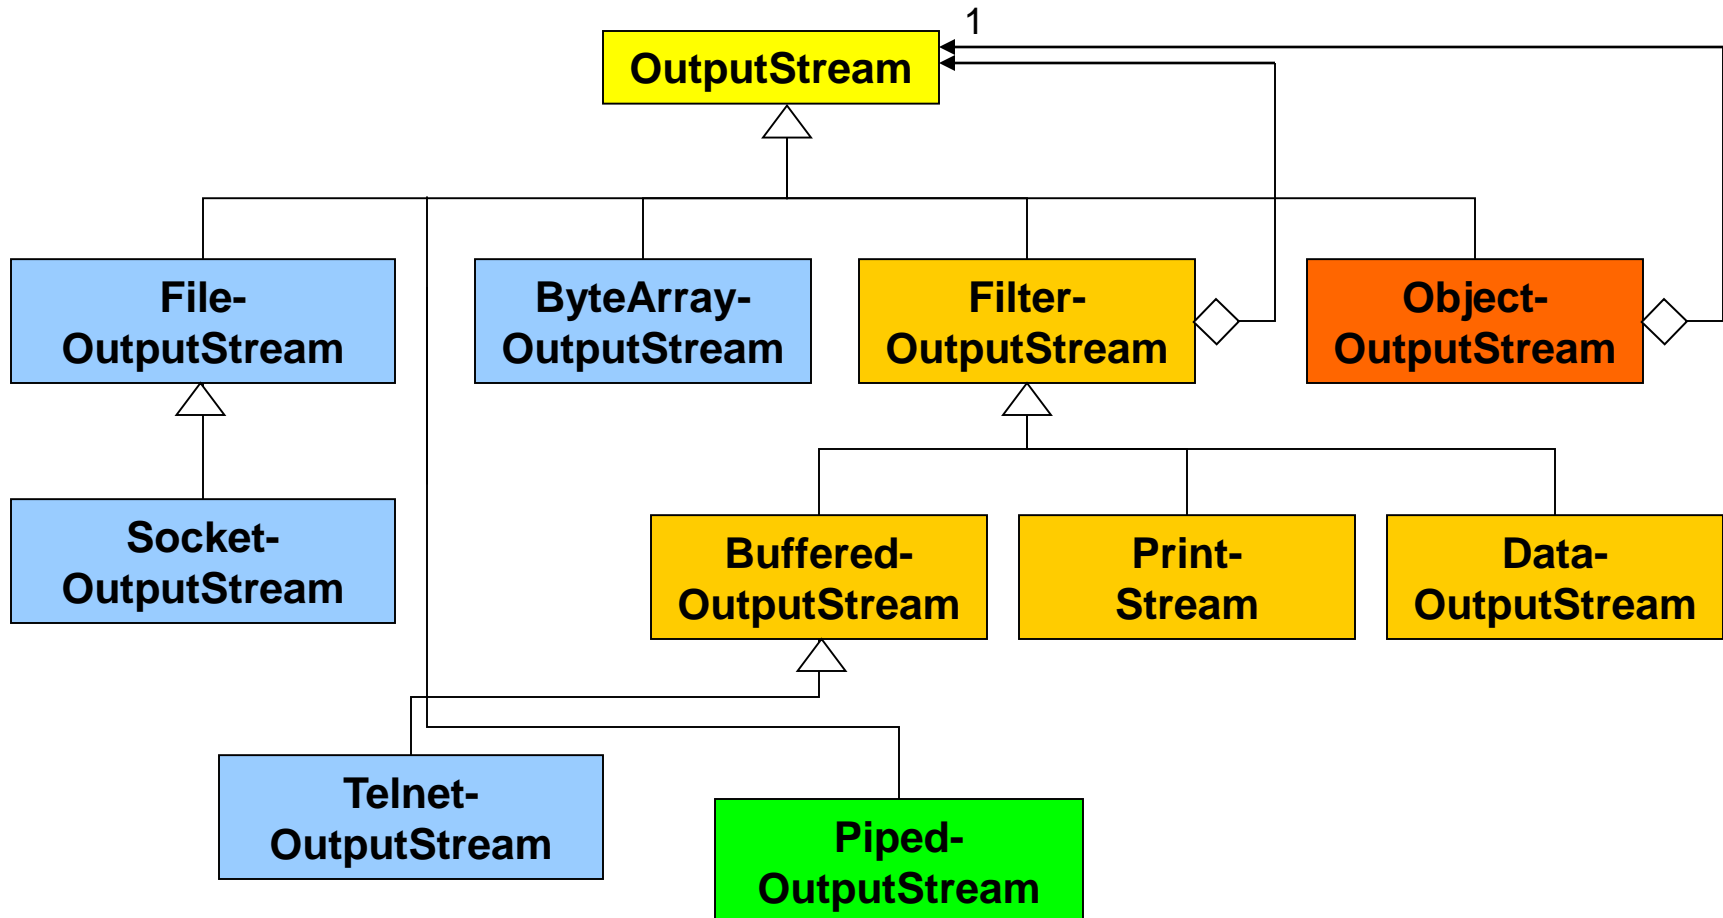 1
OutputStream
File-
OutputStream
ByteArray-
OutputStream
Filter-
OutputStream
Object-
OutputStream
Socket-
OutputStream
Buffered-
OutputStream
Print-
Stream
Data-
OutputStream
Telnet-
OutputStream
Piped-
OutputStream